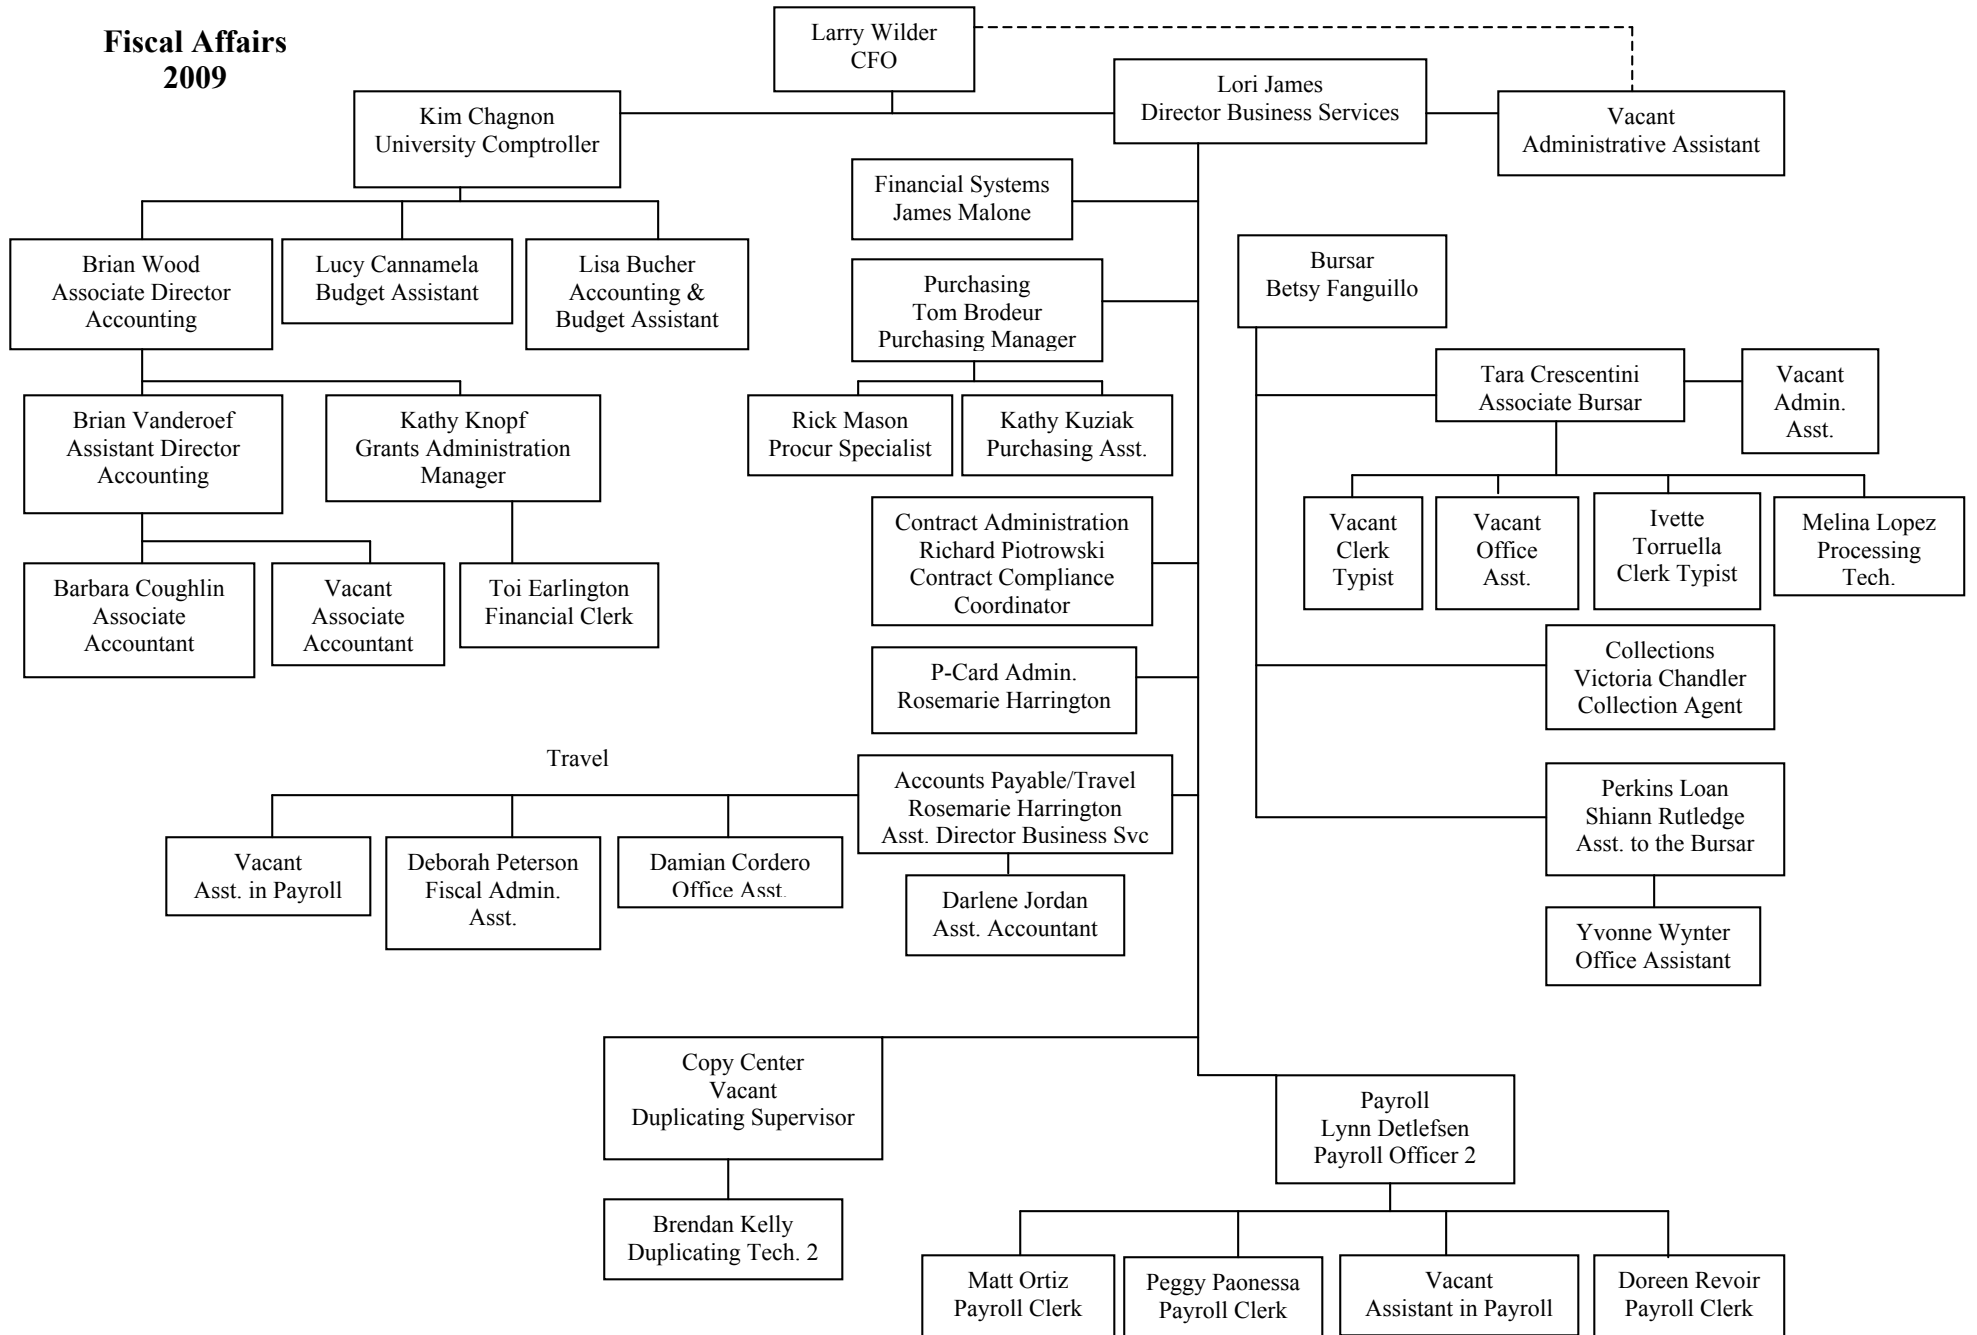 Fiscal Affairs
2009
Larry Wilder
CFO
Lori James
Director Business Services
Kim Chagnon
University Comptroller
Vacant
Administrative Assistant
Financial Systems
James Malone
Brian Wood
Associate Director
Accounting
Lucy Cannamela
Budget Assistant
Lisa Bucher
Accounting &
Budget Assistant
Purchasing
Tom Brodeur
Purchasing Manager
Bursar
Betsy Fanguillo
Tara Crescentini
Associate Bursar
Vacant
Admin.
Asst.
Brian Vanderoef
Assistant Director
Accounting
Kathy Knopf
Grants Administration
Manager
Rick Mason
Procur Specialist
Kathy Kuziak
Purchasing Asst.
Contract Administration
Richard Piotrowski
Contract Compliance
Coordinator
Vacant
Clerk
Typist
Vacant
Office
Asst.
Ivette
Torruella
Clerk Typist
Melina Lopez
Processing
Tech.
Barbara Coughlin
Associate
Accountant
Vacant
Associate
Accountant
Toi Earlington
Financial Clerk
P-Card Admin.
Rosemarie Harrington
Collections
Victoria Chandler
Collection Agent
Travel
Accounts Payable/Travel
Rosemarie Harrington
Asst. Director Business Svc
Perkins Loan
Shiann Rutledge
Asst. to the Bursar
Vacant
Asst. in Payroll
Deborah Peterson
Fiscal Admin.
Asst.
Damian Cordero
Office Asst.
Darlene Jordan
Asst. Accountant
Yvonne Wynter
Office Assistant
Copy Center
Vacant
Duplicating Supervisor
Payroll
Lynn Detlefsen
Payroll Officer 2
Brendan Kelly
Duplicating Tech. 2
Matt Ortiz
Payroll Clerk
Peggy Paonessa
Payroll Clerk
Vacant
Assistant in Payroll
Doreen Revoir
Payroll Clerk